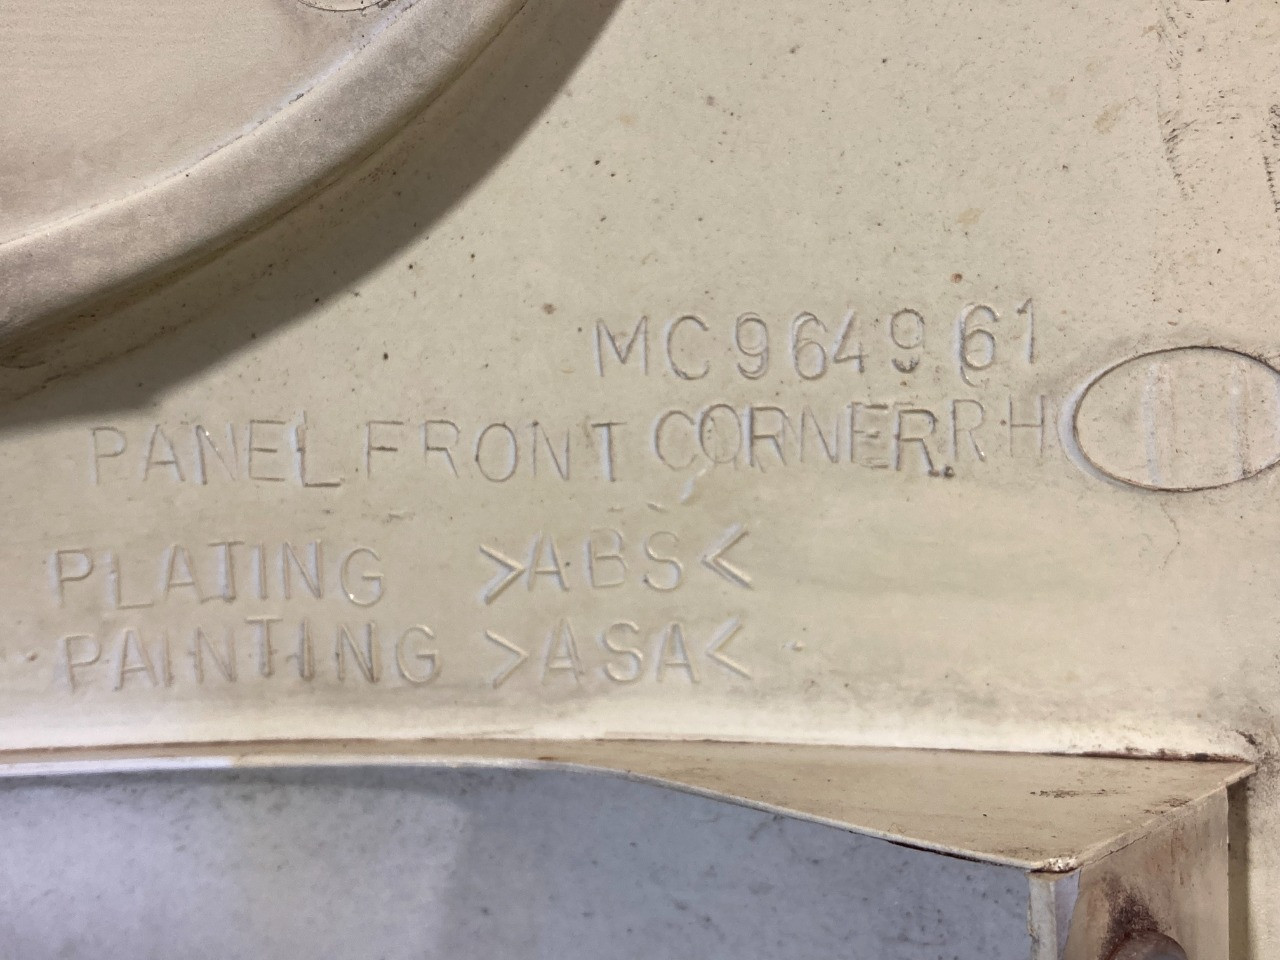 MC964961
PANEL FRONT CORNER.RH
PLATING >ABS<
PAINTING >ASA<